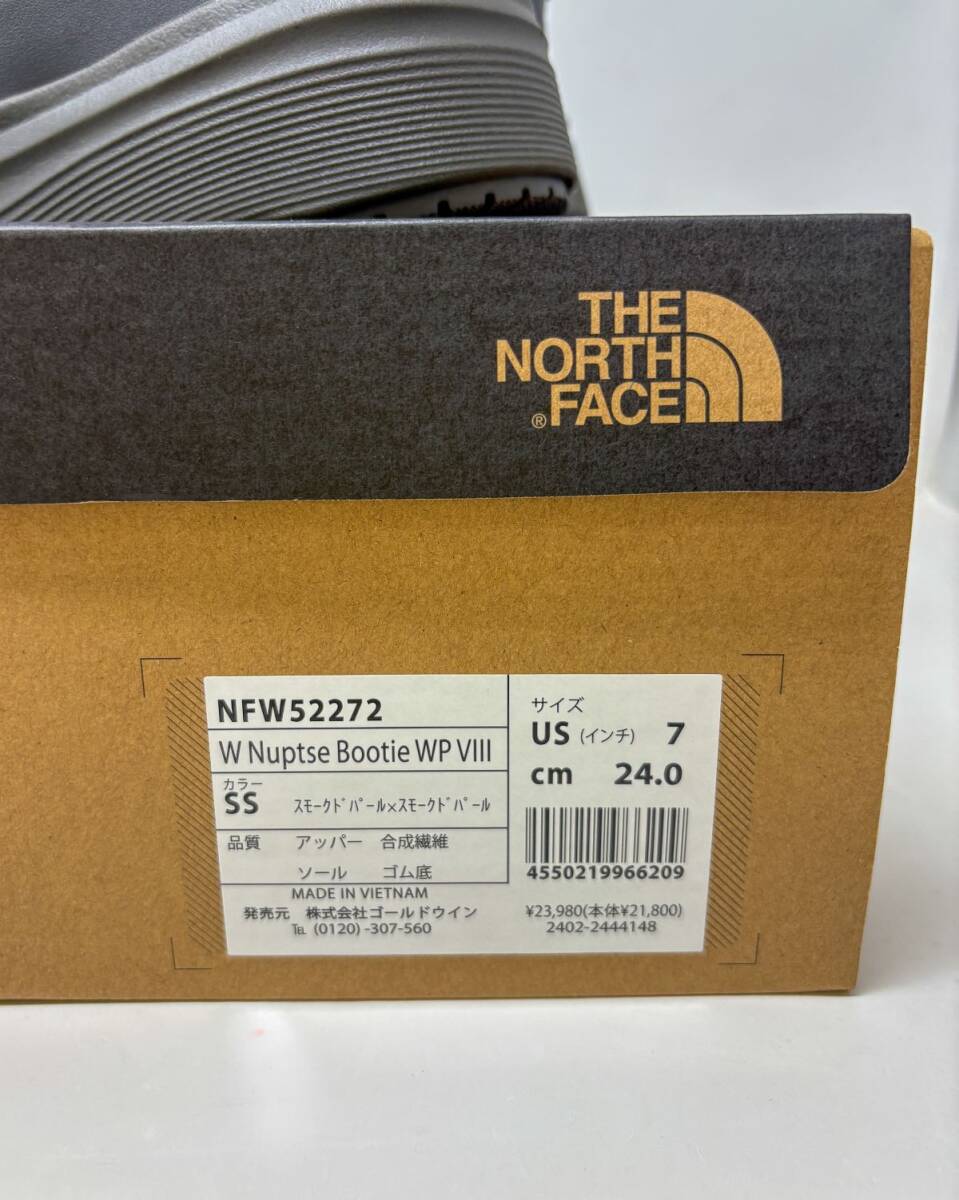 THE
NORTH
FACE
®
NFW52272
W Nuptse Bootie WP VIII
カラー
SS スモークドパール×スモークドパール
品質 アッパー 合成繊維
ソール ゴム底
MADE IN VIETNAM
発売元 株式会社ゴールドウイン
℡ (0120) -307-560
サイズ
US (インチ) 7
cm 24.0
4550219966209
¥23,980(本体¥21,800)
2402-2444148